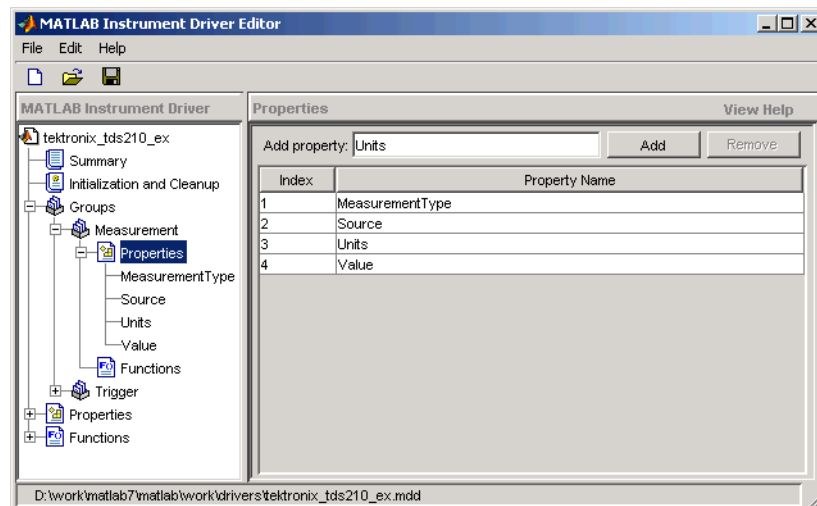 MATLAB Instrument Driver Editor
File Edit Help
MATLAB Instrument Driver
tektronix_tds210_ex
Summary
Initialization and Cleanup
Groups
Measurement
Properties
MeasurementType
Source
Units
Value
Functions
Trigger
Properties
Functions
Properties View Help
Add property: Units Add Remove
Index Property Name
1 MeasurementType
2 Source
3 Units
4 Value
D:\work\matlab7\matlab\work\drivers\tektronix_tds210_ex.mdd